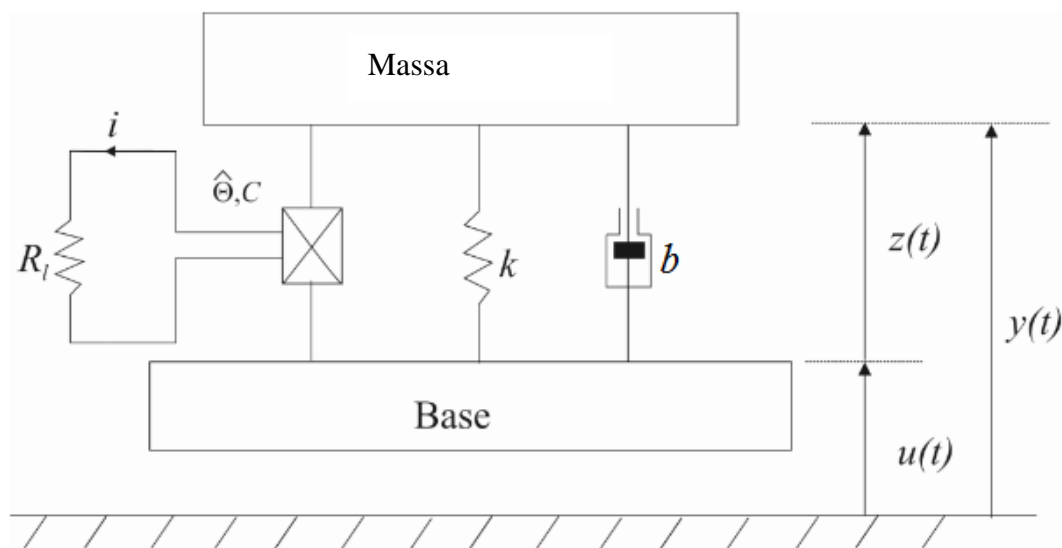 Massa
i
Θ̂,C
R_l
k
b
z(t)
y(t)
Base
u(t)